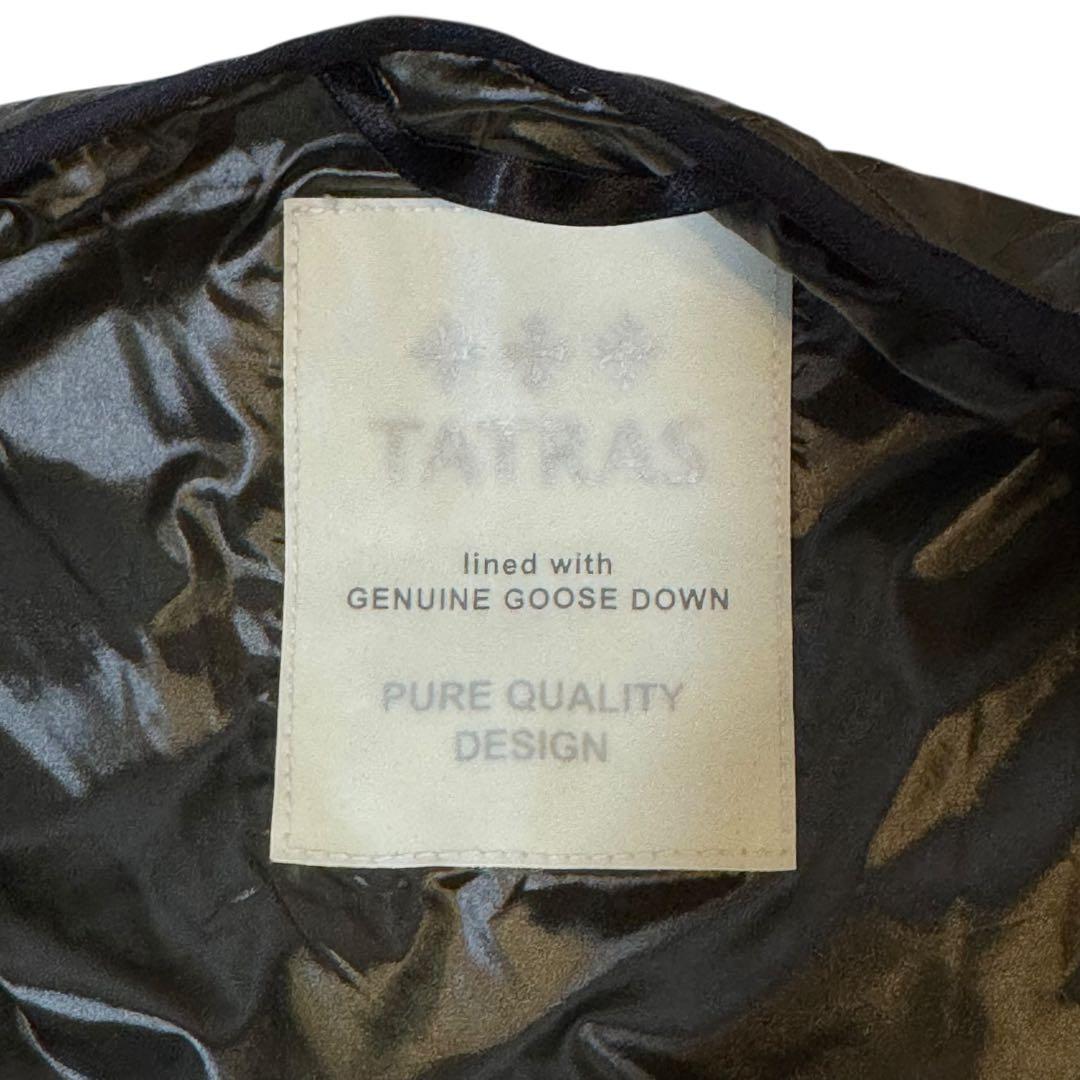 TATRAS
lined with
GENUINE GOOSE DOWN
PURE QUALITY
DESIGN